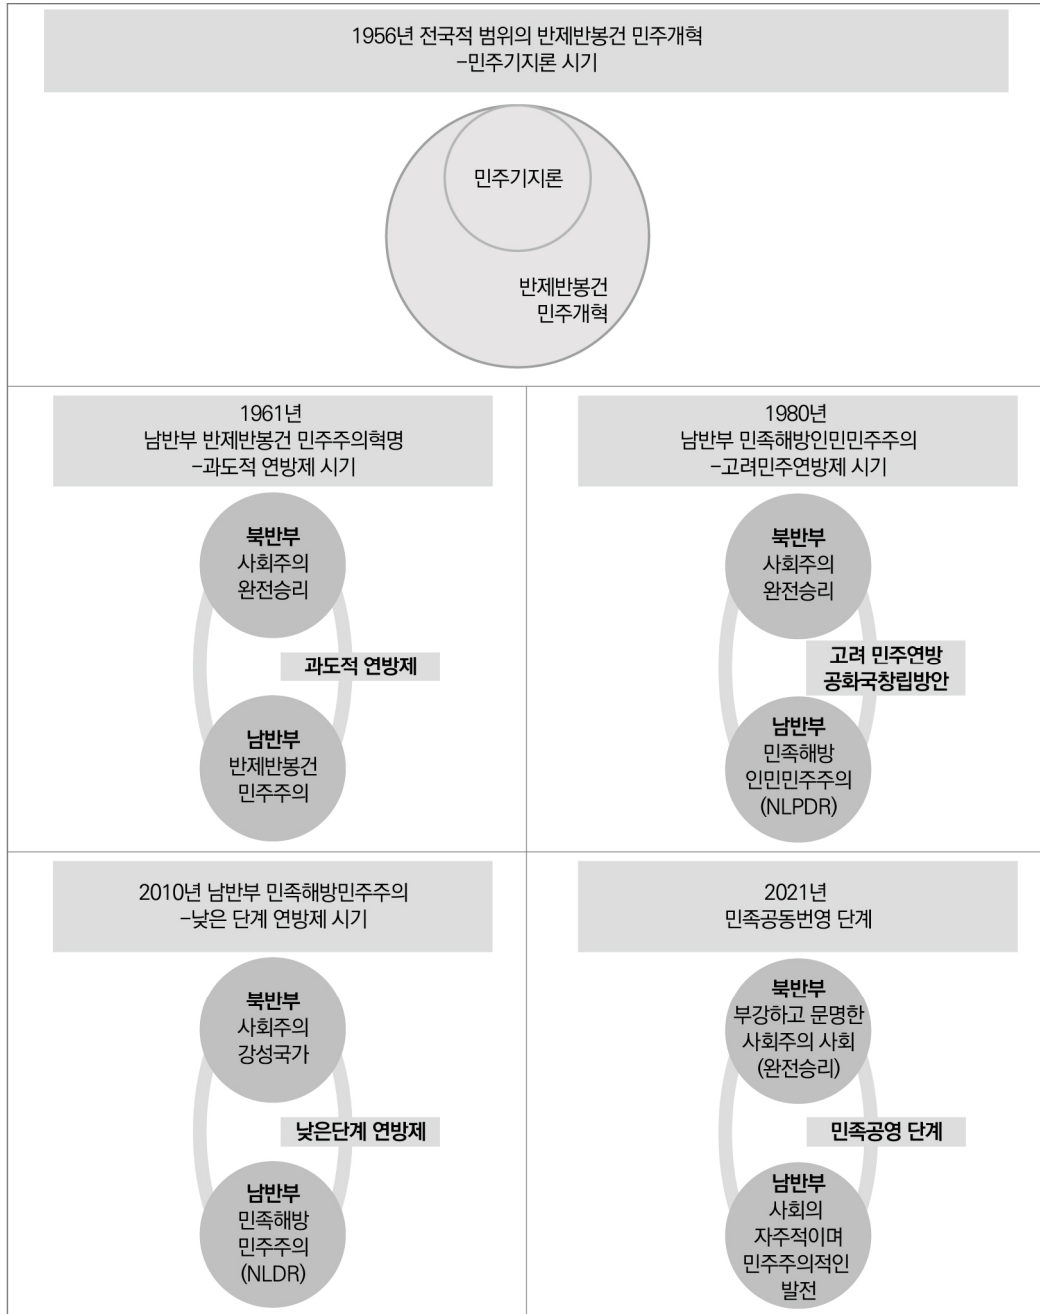 1956년 전국적 범위의 반제반봉건 민주개혁
-민주기지론 시기
민주기지론
반제반봉건
민주개혁
1961년
남반부 반제반봉건 민주주의혁명
-과도적 연방제 시기
북반부
사회주의
완전승리
과도적 연방제
남반부
반제반봉건
민주주의
1980년
남반부 민족해방인민민주주의
-고려민주연방제 시기
북반부
사회주의
완전승리
고려 민주연방
공화국창립방안
남반부
민족해방
인민민주주의
(NLPDR)
2010년 남반부 민족해방민주주의
-낮은 단계 연방제 시기
북반부
사회주의
강성국가
낮은단계 연방제
남반부
민족해방
민주주의
(NLDR)
2021년
민족공동번영 단계
북반부
부강하고 문명한
사회주의 사회
(완전승리)
민족공영 단계
남반부
사회의
자주적이며
민주주의적인
발전